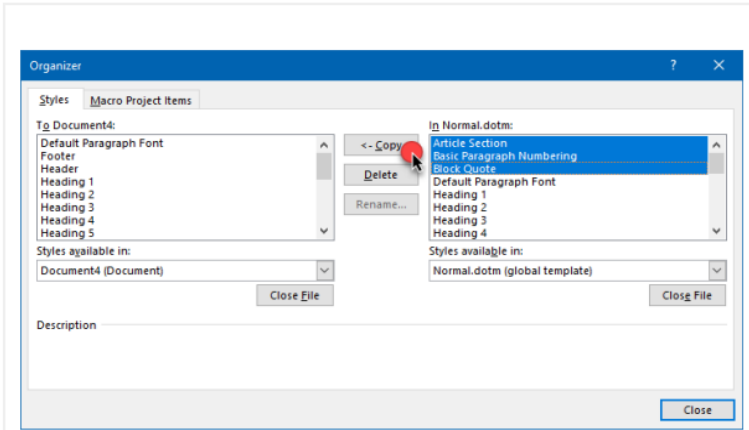 Organizer ? ×
Styles Macro Project Items
To Document4:
Default Paragraph Font
Footer
Header
Heading 1
Heading 2
Heading 3
Heading 4
Heading 5
<- Copy
Delete
Rename...
In Normal.dotm:
Article Section
Basic Paragraph Numbering
Block Quote
Default Paragraph Font
Heading 1
Heading 2
Heading 3
Heading 4
Styles available in:
Document4 (Document)
Close File
Styles available in:
Normal.dotm (global template)
Close File
Description
Close